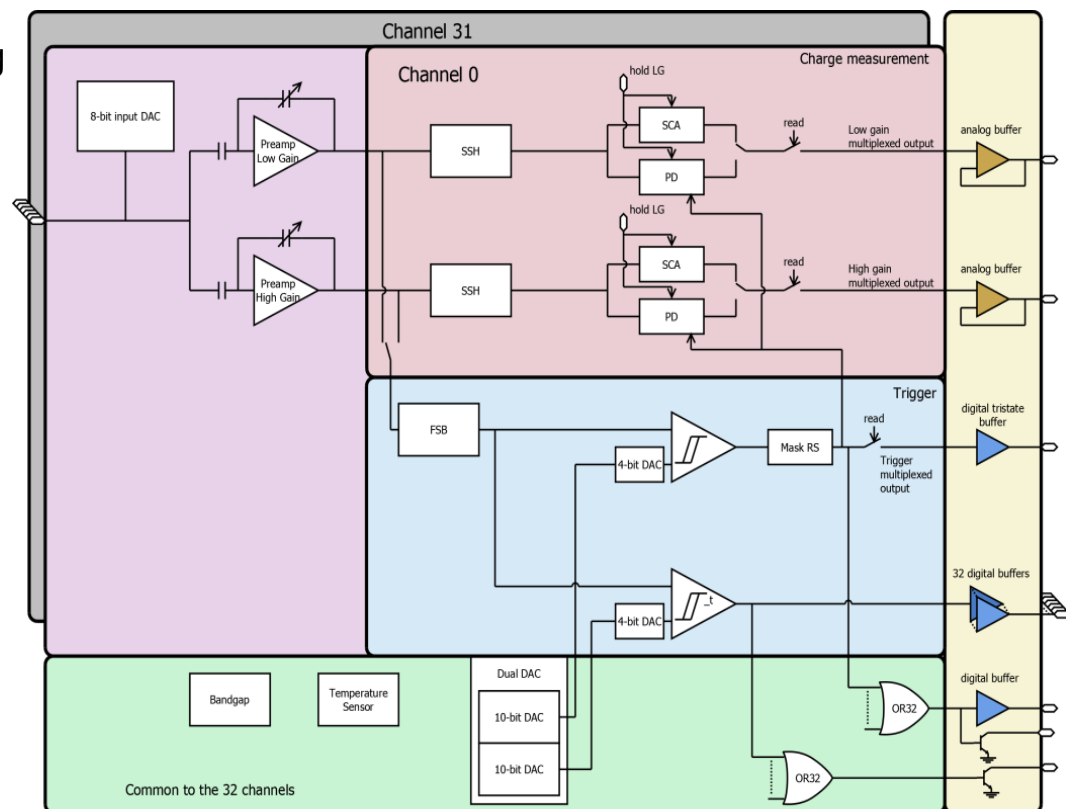 Channel 31
Charge measurement
Channel 0
hold LG
8-bit input DAC
Preamp
Low Gain
SSH
SCA
PD
read
Low gain
multiplexed output
analog buffer
hold LG
Preamp
High Gain
SSH
SCA
PD
read
High gain
multiplexed output
analog buffer
Trigger
FSB
4-bit DAC
Mask RS
read
Trigger
multiplexed
output
digital tristate
buffer
4-bit DAC
_t
32 digital buffers
Bandgap
Temperature
Sensor
Dual DAC
10-bit DAC
10-bit DAC
OR32
digital buffer
OR32
Common to the 32 channels